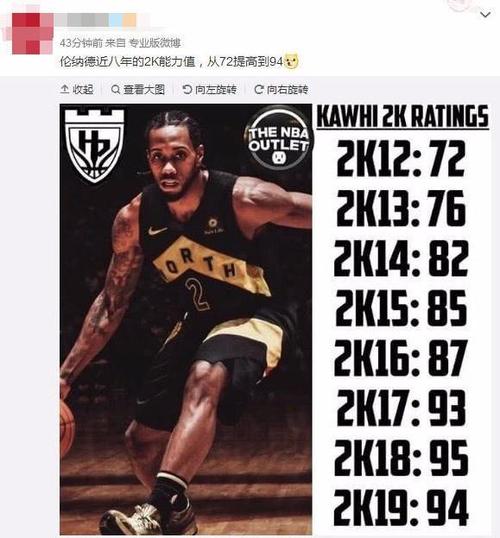 43分钟前 来自 专业版微博
伦纳德近八年的2K能力值，从72提高到94
收起 查看大图 向左旋转 向右旋转
THE NBA
OUTLET
KAWHI 2K RATINGS
2K12: 72
2K13: 76
2K14: 82
2K15: 85
2K16: 87
2K17: 93
2K18: 95
2K19: 94
ORTH
2